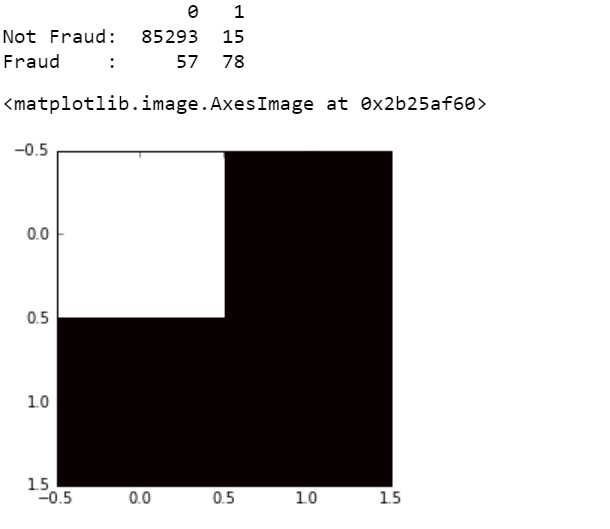 0 1
Not Fraud: 85293 15
Fraud : 57 78
<matplotlib.image.AxesImage at 0x2b25af60>
−0.5
0.0
0.5
1.0
1.5
−0.5 0.0 0.5 1.0 1.5